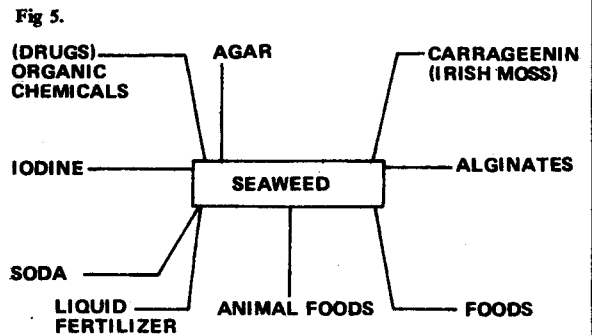 Fig 5.
(DRUGS)
ORGANIC
CHEMICALS
AGAR
CARRAGEENIN
(IRISH MOSS)
IODINE
ALGINATES
SEAWEED
SODA
LIQUID
FERTILIZER
ANIMAL FOODS
FOODS